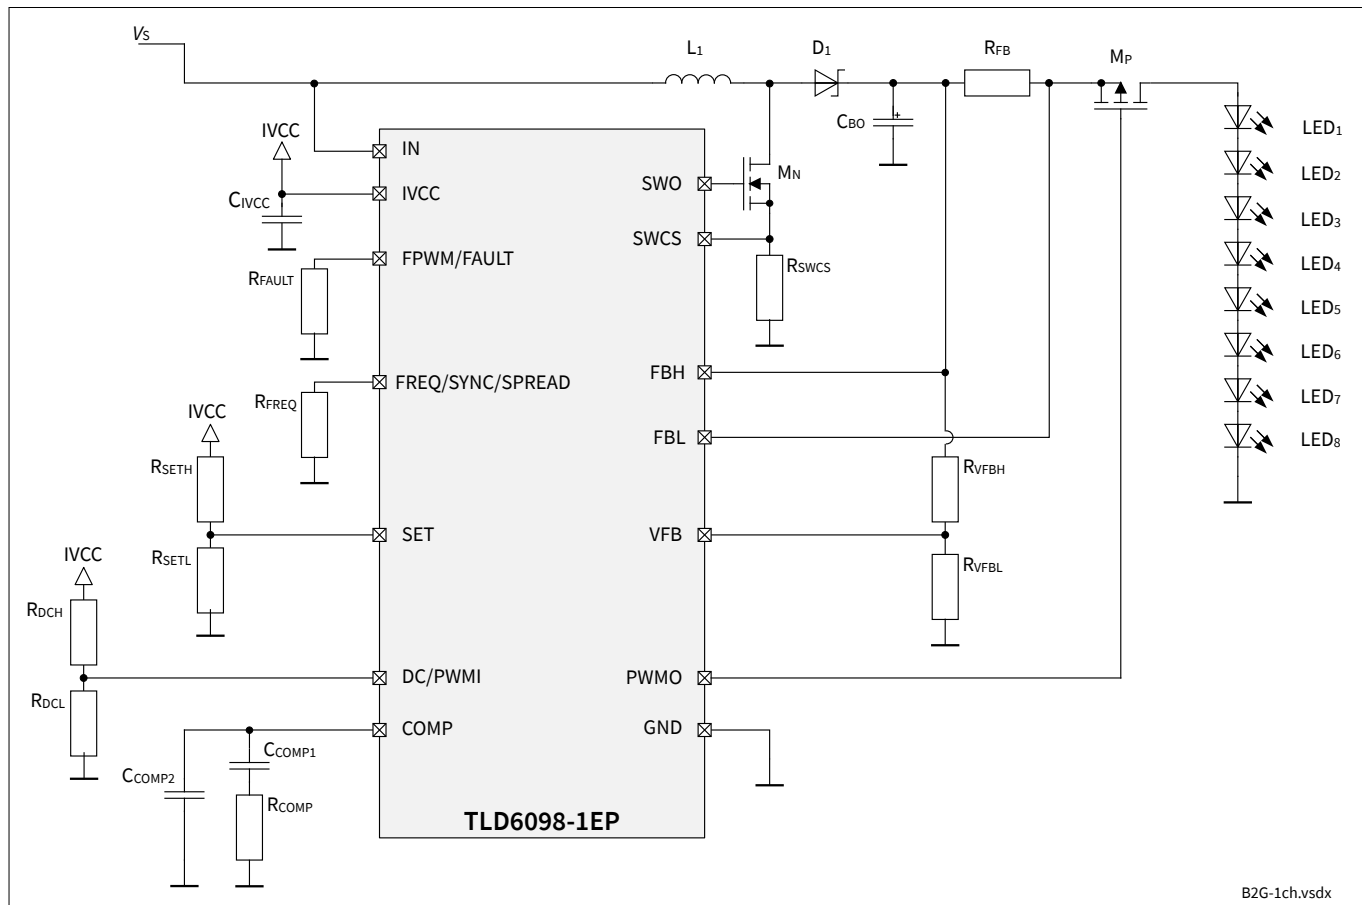 VS
L1
D1
RFB
MP
CBO
IVCC
IN
IVCC
CIVCC
SWO
MN
SWCS
RSWCS
FPWM/FAULT
RFAULT
LED1
LED2
LED3
LED4
LED5
LED6
LED7
LED8
FBH
FREQ/SYNC/SPREAD
RFREQ
IVCC
FBL
RSETH
RVFBH
SET
VFB
RSETL
RVFBL
IVCC
RDCH
DC/PWMI
PWMO
RDCL
COMP
GND
CCOMP1
CCOMP2
RCOMP
TLD6098-1EP
B2G-1ch.vsdx